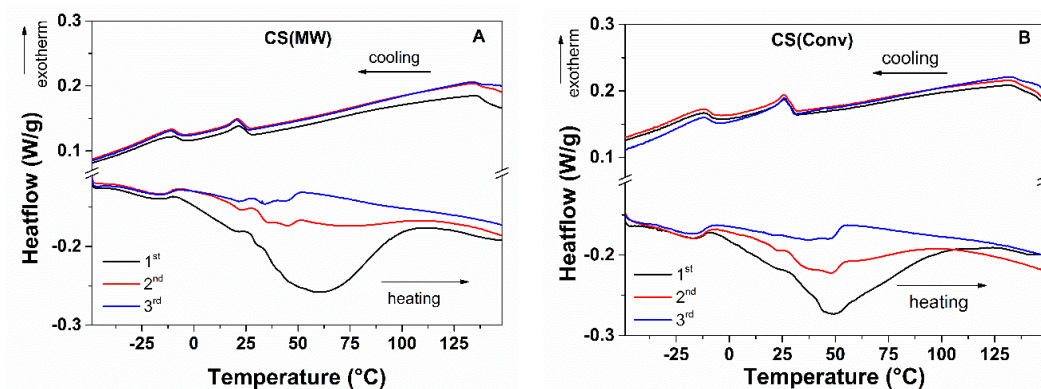 A
CS(MW)
cooling
exotherm
Heatflow (W/g)
0.3
0.2
0.1
-0.2
-0.3
1st
2nd
3rd
heating
-25 0 25 50 75 100 125
Temperature (°C)
B
CS(Conv)
cooling
exotherm
Heatflow (W/g)
0.3
0.2
0.1
-0.2
-0.3
1st
2nd
3rd
heating
-25 0 25 50 75 100 125
Temperature (°C)